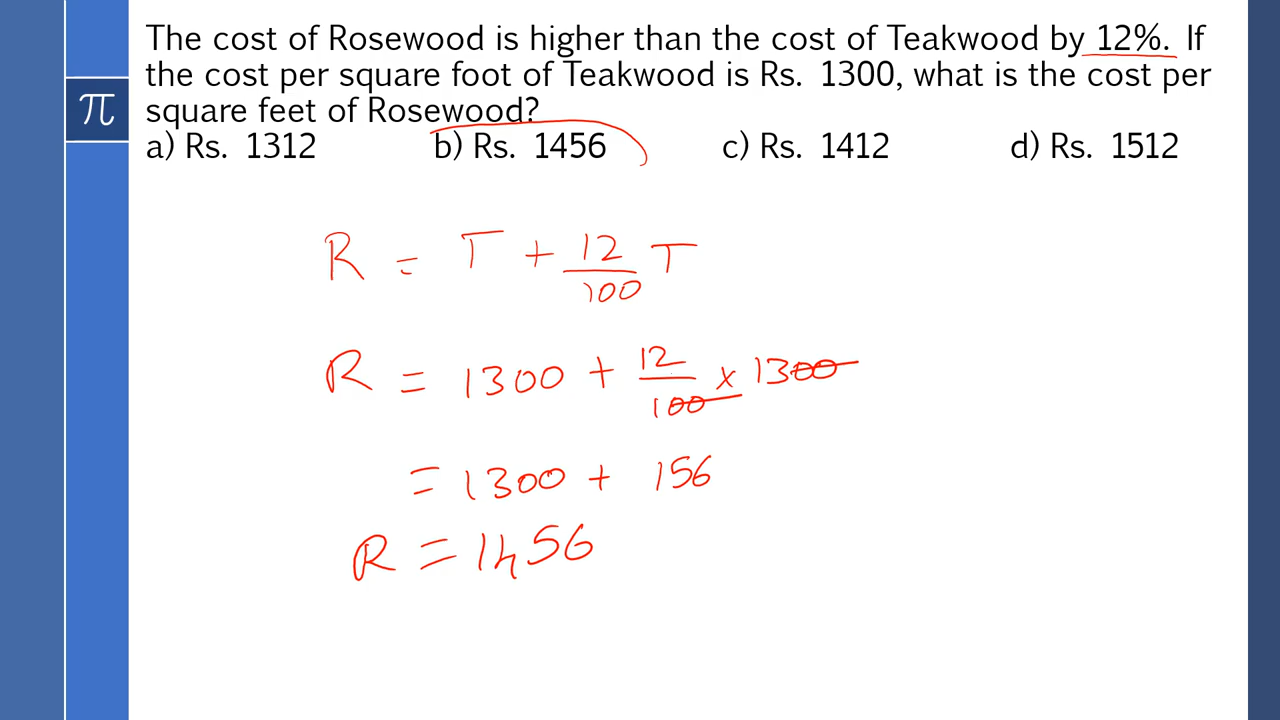 The cost of Rosewood is higher than the cost of Teakwood by 12%. If
the cost per square foot of Teakwood is Rs. 1300, what is the cost per
square feet of Rosewood?
a) Rs. 1312 b) Rs. 1456 c) Rs. 1412 d) Rs. 1512
π
R = T + 12/100 T
R = 1300 + 12/100 x 1300
= 1300 + 156
R = 1456